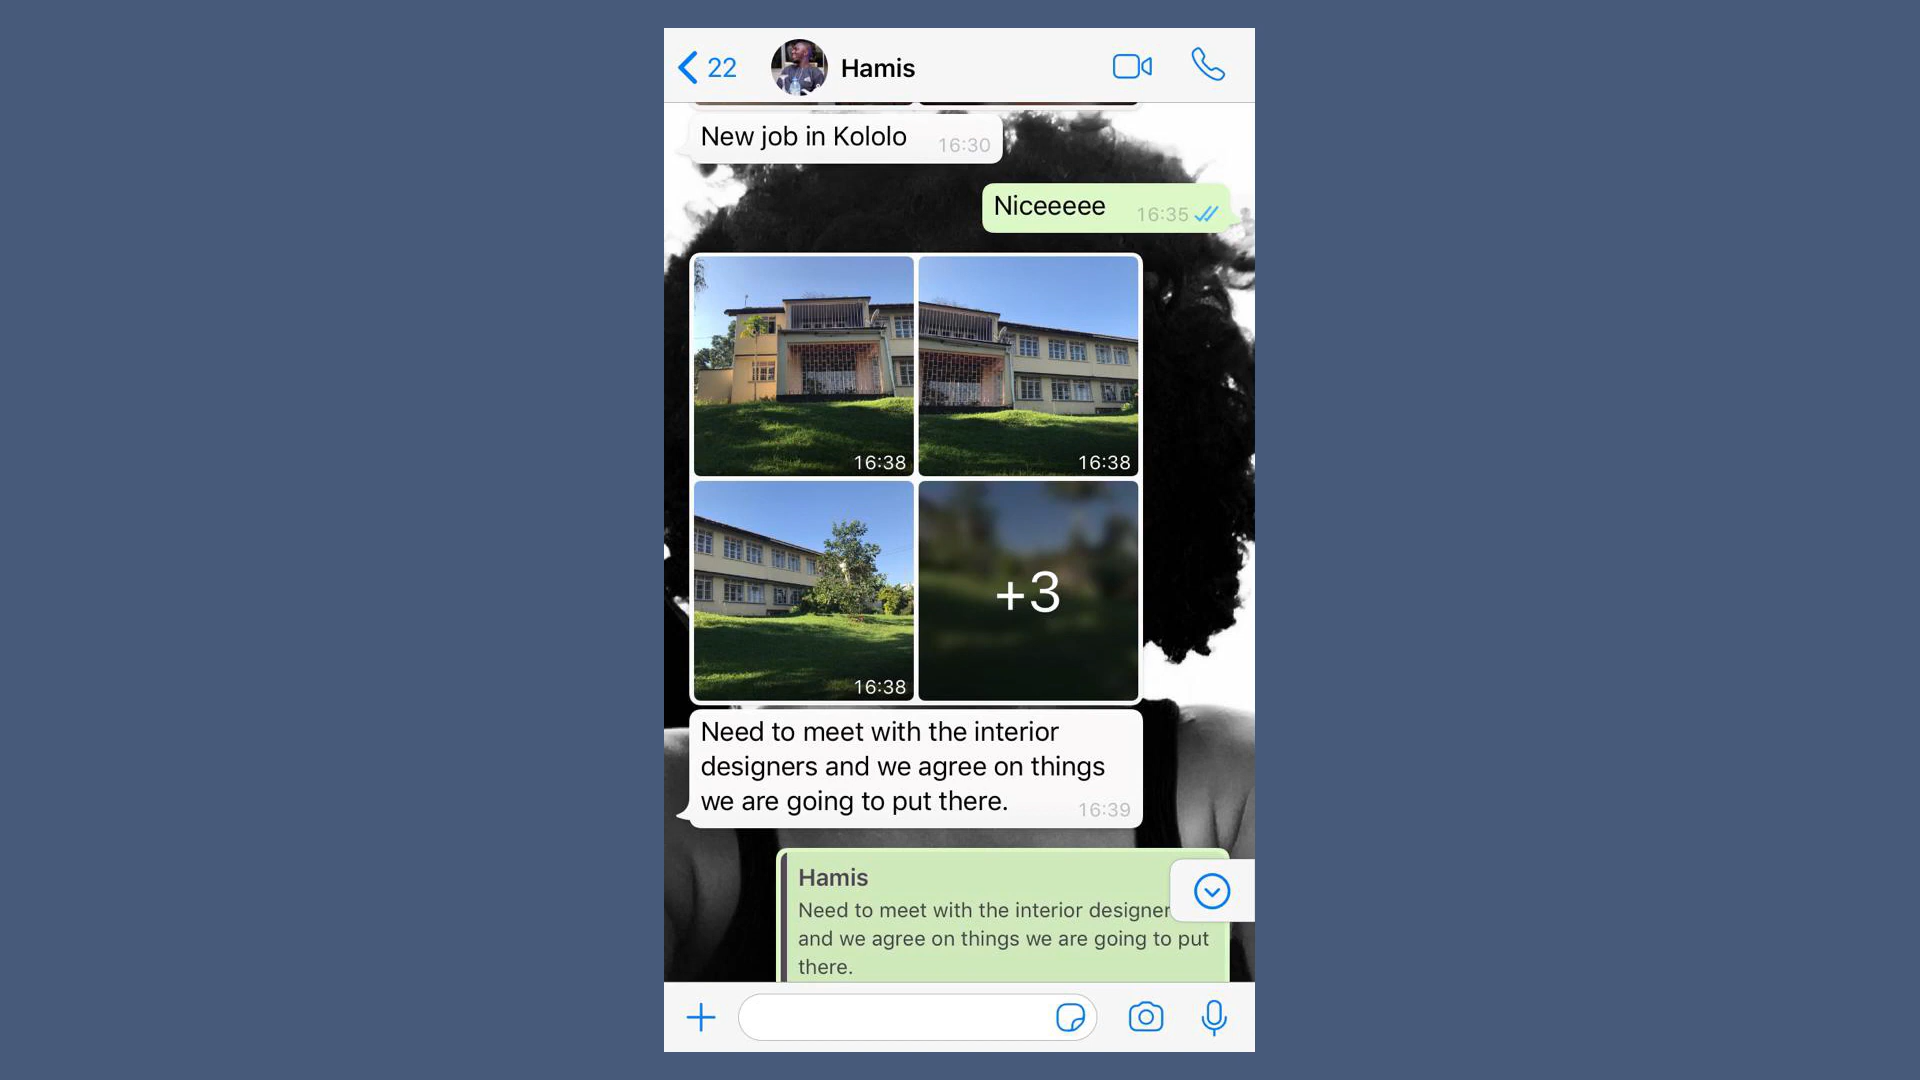 22
Hamis
New job in Kololo 16:30
Niceeeee 16:35
16:38
16:38
16:38
+3
Need to meet with the interior
designers and we agree on things
we are going to put there. 16:39
Hamis
Need to meet with the interior designer
and we agree on things we are going to put
there.